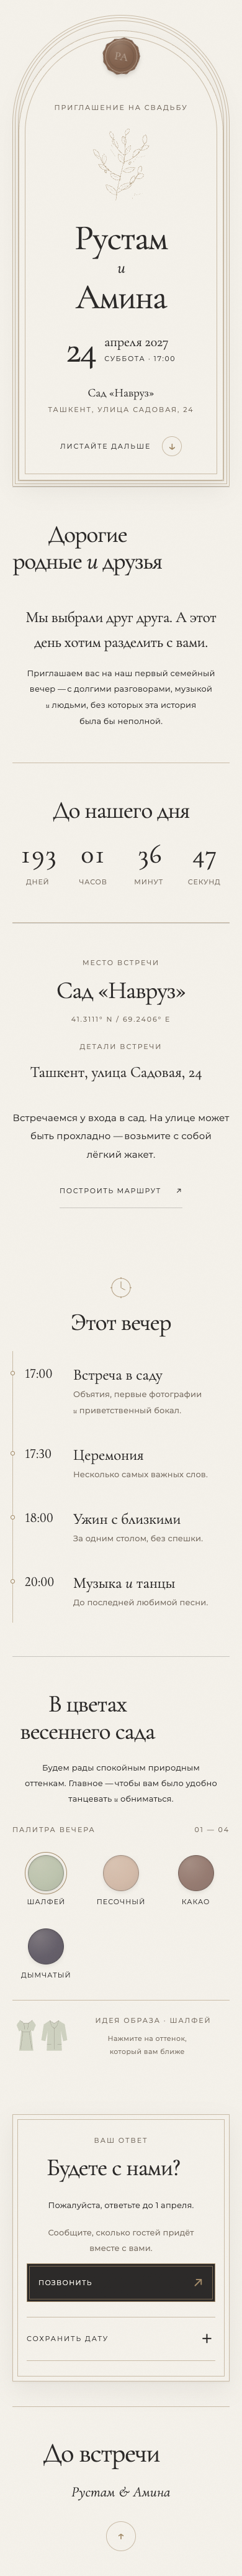 РА
ПРИГЛАШЕНИЕ НА СВАДЬБУ
Рустам
и
Амина
24 апреля 2027
СУББОТА · 17:00
Сад «Навруз»
ТАШКЕНТ, УЛИЦА САДОВАЯ, 24
ЛИСТАЙТЕ ДАЛЬШЕ
Дорогие
родные и друзья
Мы выбрали друг друга. А этот
день хотим разделить с вами.
Приглашаем вас на наш первый семейный
вечер — с долгими разговорами, музыкой
и людьми, без которых эта история
была бы неполной.
До нашего дня
193 01 36 47
ДНЕЙ ЧАСОВ МИНУТ СЕКУНД
МЕСТО ВСТРЕЧИ
Сад «Навруз»
41.3111° N / 69.2406° E
ДЕТАЛИ ВСТРЕЧИ
Ташкент, улица Садовая, 24
Встречаемся у входа в сад. На улице может
быть прохладно — возьмите с собой
лёгкий жакет.
ПОСТРОИТЬ МАРШРУТ
Этот вечер
17:00 Встреча в саду
Объятия, первые фотографии
и приветственный бокал.
17:30 Церемония
Несколько самых важных слов.
18:00 Ужин с близкими
За одним столом, без спешки.
20:00 Музыка и танцы
До последней любимой песни.
В цветах
весеннего сада
Будем рады спокойным природным
оттенкам. Главное — чтобы вам было удобно
танцевать и обниматься.
ПАЛИТРА ВЕЧЕРА 01 — 04
ШАЛФЕЙ ПЕСОЧНЫЙ КАКАО
ДЫМЧАТЫЙ
ИДЕЯ ОБРАЗА · ШАЛФЕЙ
Нажмите на оттенок,
который вам ближе
ВАШ ОТВЕТ
Будете с нами?
Пожалуйста, ответьте до 1 апреля.
Сообщите, сколько гостей придёт
вместе с вами.
ПОЗВОНИТЬ
СОХРАНИТЬ ДАТУ
До встречи
Рустам & Амина